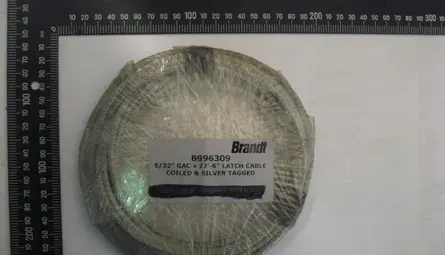 Brandt
B996309
5/32" GAC x 27'-6" LATCH CABLE
COILED & SILVER TAGGED